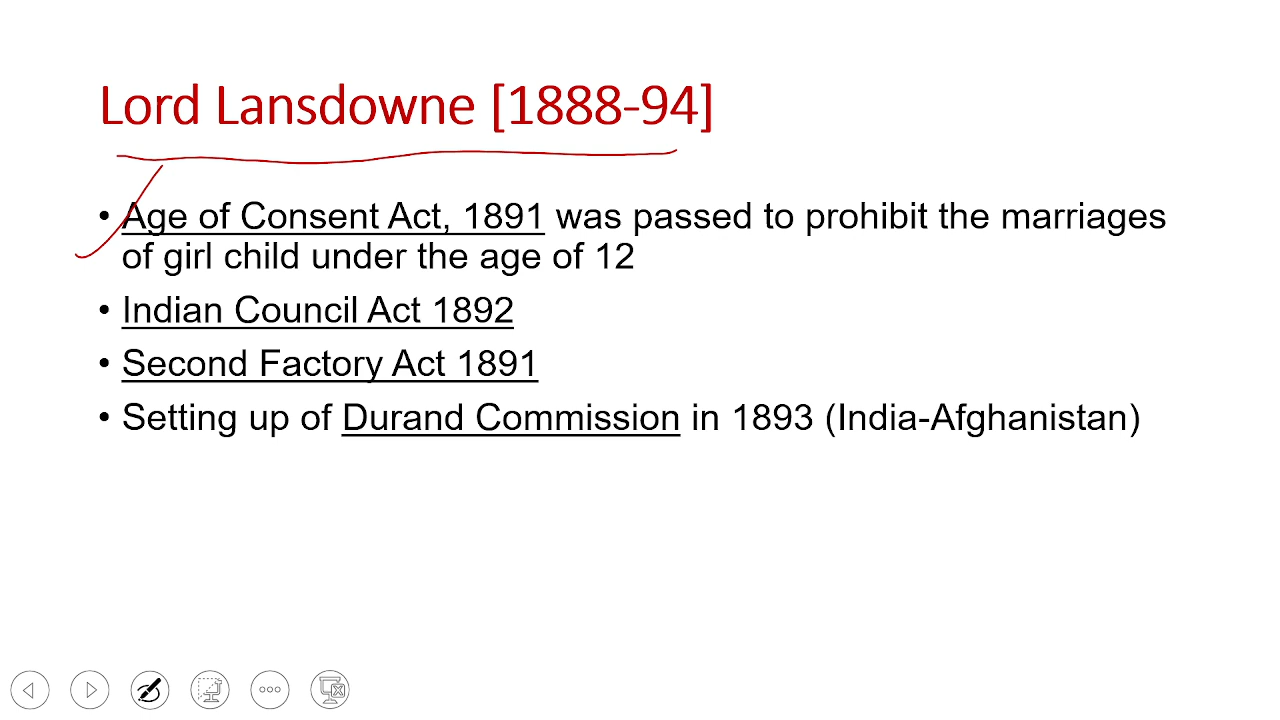 Lord Lansdowne [1888-94]
• Age of Consent Act, 1891 was passed to prohibit the marriages
of girl child under the age of 12
• Indian Council Act 1892
• Second Factory Act 1891
• Setting up of Durand Commission in 1893 (India-Afghanistan)